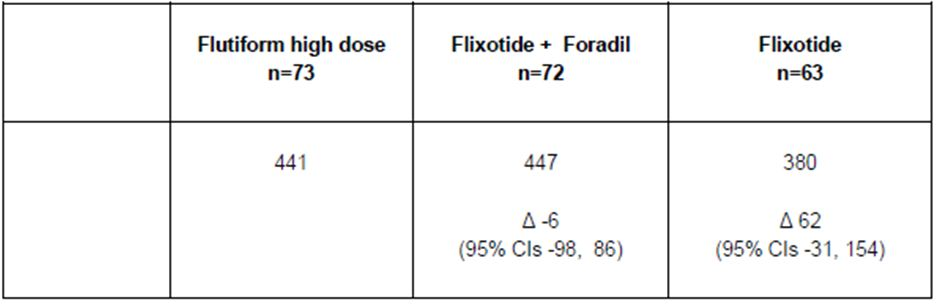 Flutiform high dose
n=73
Flixotide + Foradil
n=72
Flixotide
n=63
441
447
Δ -6
(95% CIs -98, 86)
380
Δ 62
(95% CIs -31, 154)